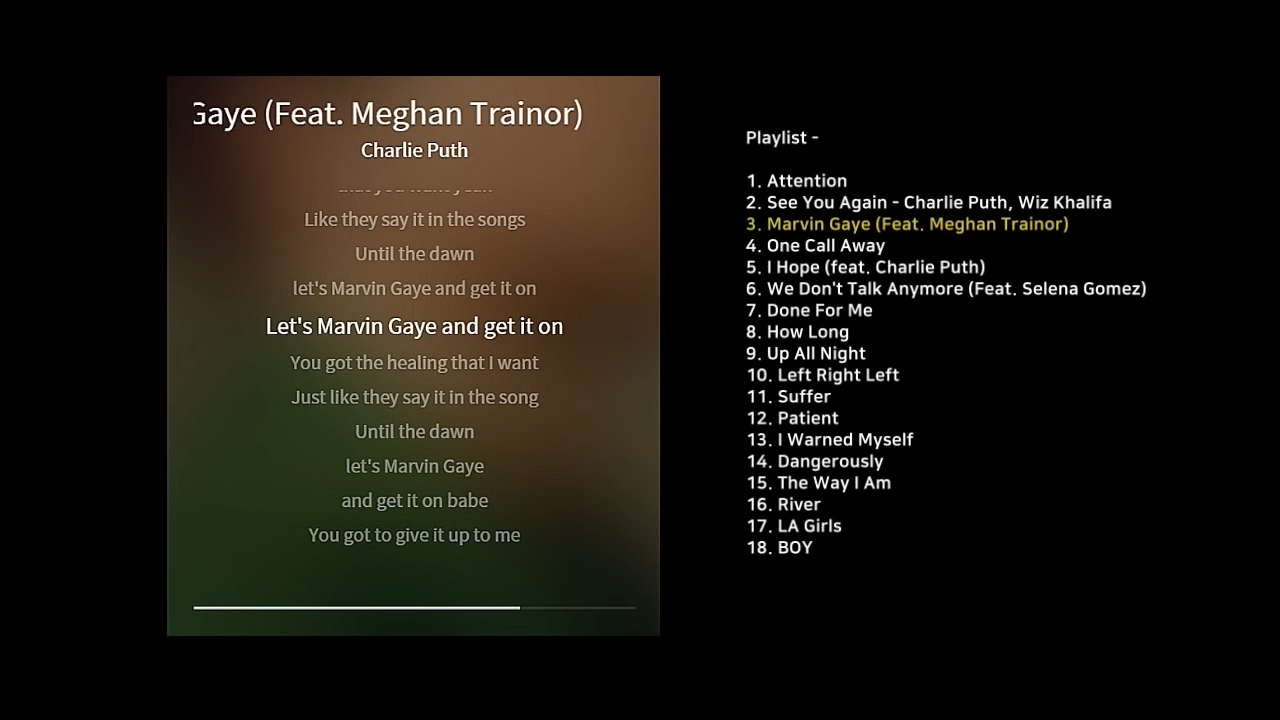 Gaye (Feat. Meghan Trainor)
Charlie Puth
Like they say it in the songs
Until the dawn
let's Marvin Gaye and get it on
Let's Marvin Gaye and get it on
You got the healing that I want
Just like they say it in the song
Until the dawn
let's Marvin Gaye
and get it on babe
You got to give it up to me
Playlist -
1. Attention
2. See You Again - Charlie Puth, Wiz Khalifa
3. Marvin Gaye (Feat. Meghan Trainor)
4. One Call Away
5. I Hope (feat. Charlie Puth)
6. We Don't Talk Anymore (Feat. Selena Gomez)
7. Done For Me
8. How Long
9. Up All Night
10. Left Right Left
11. Suffer
12. Patient
13. I Warned Myself
14. Dangerously
15. The Way I Am
16. River
17. LA Girls
18. BOY